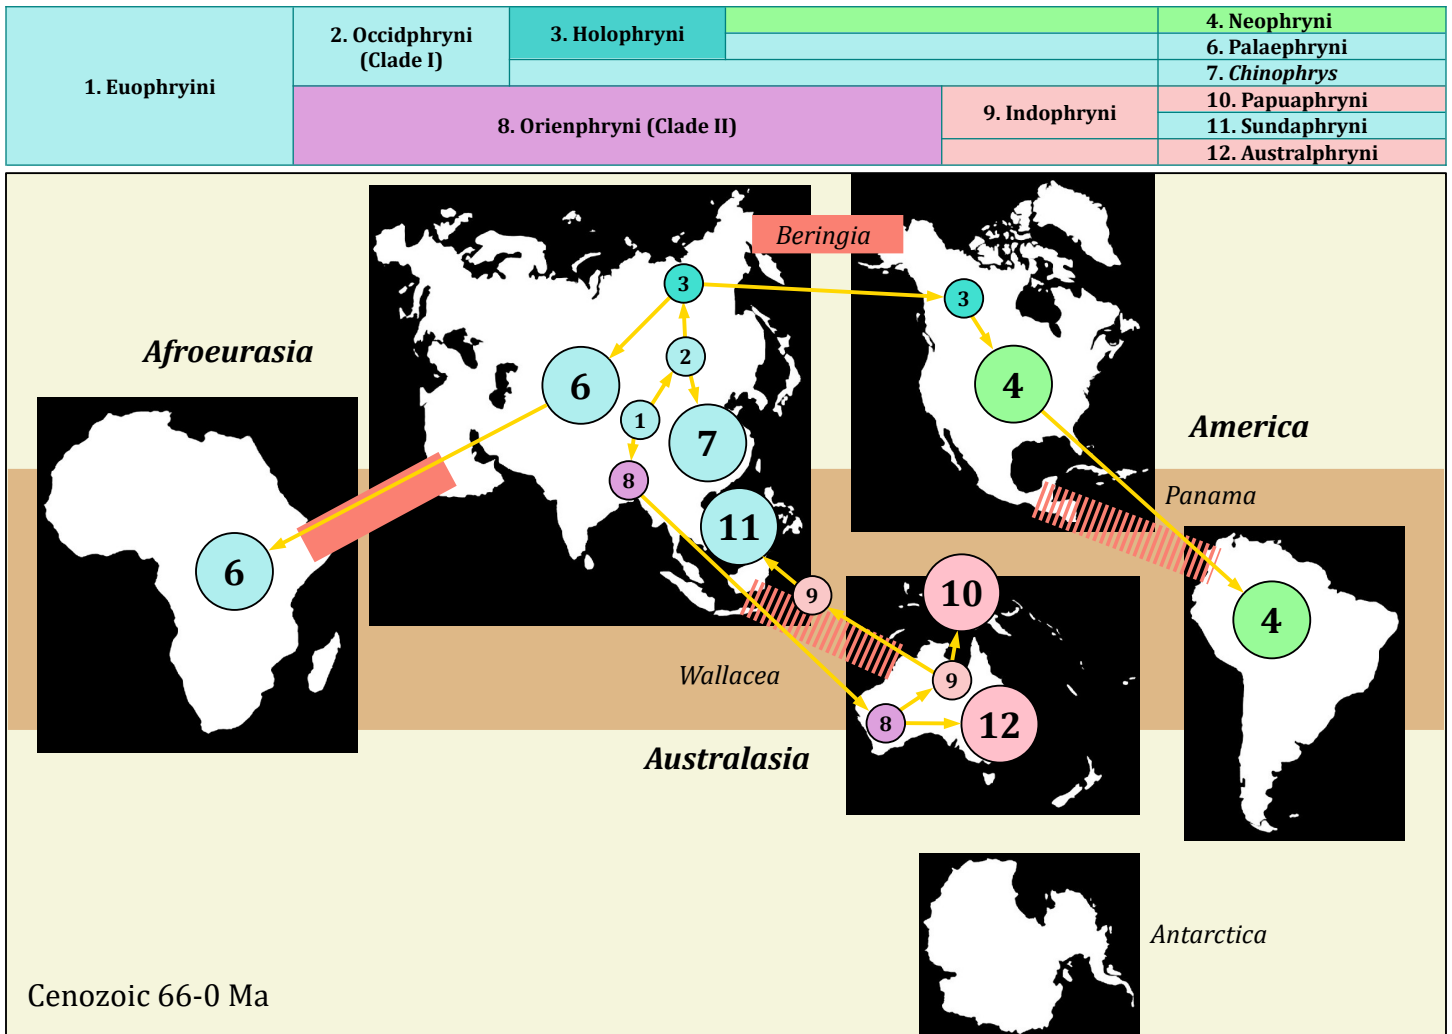 1. Euophryini
2. Occidphryni
(Clade I)
3. Holophryni
4. Neophryni
6. Palaephryni
7. Chinophrys
8. Orienphryni (Clade II)
9. Indophryni
10. Papuaphryni
11. Sundaphryni
12. Australphryni
Beringia
3
3
Afroeurasia
2
6
4
1
7
America
8
Panama
11
6
9
10
4
Wallacea
9
8
12
Australasia
Antarctica
Cenozoic 66-0 Ma